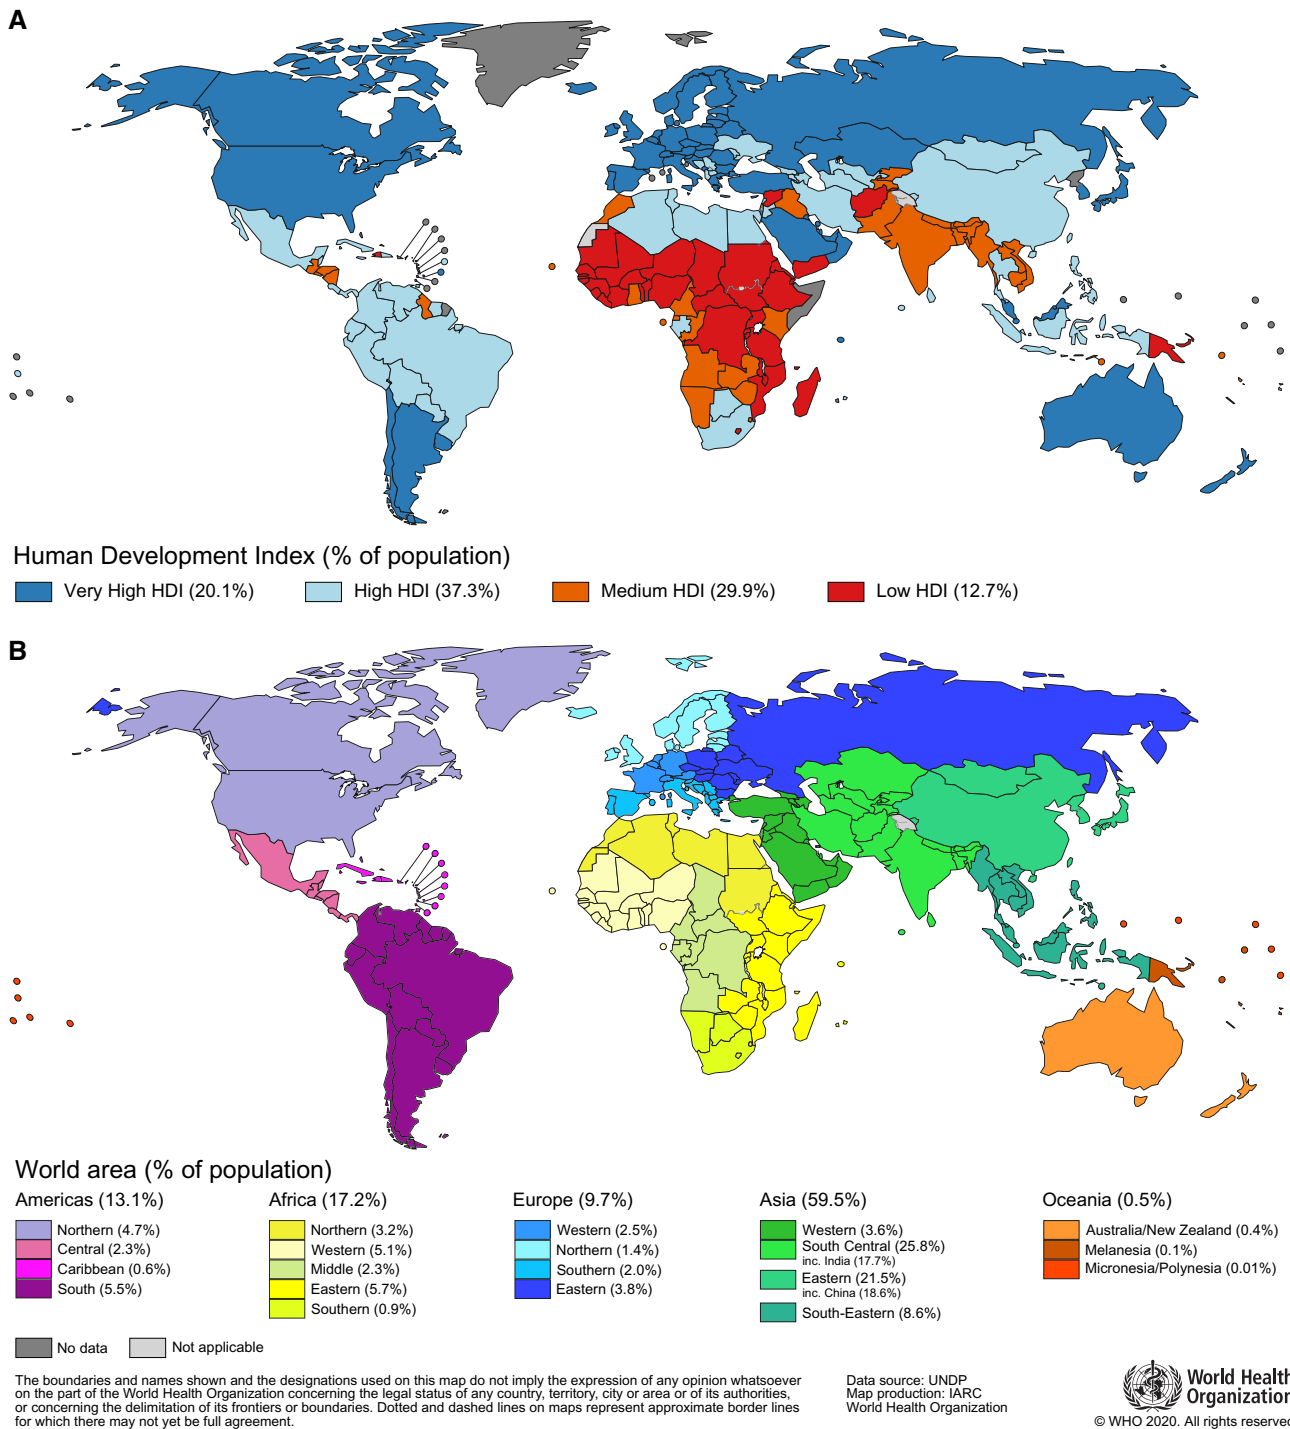 A
Human Development Index (% of population)
Very High HDI (20.1%)
High HDI (37.3%)
Medium HDI (29.9%)
Low HDI (12.7%)
B
World area (% of population)
Americas (13.1%)
Northern (4.7%)
Central (2.3%)
Caribbean (0.6%)
South (5.5%)
Africa (17.2%)
Northern (3.2%)
Western (5.1%)
Middle (2.3%)
Eastern (5.7%)
Southern (0.9%)
Europe (9.7%)
Western (2.5%)
Northern (1.4%)
Southern (2.0%)
Eastern (3.8%)
Asia (59.5%)
Western (3.6%)
South Central (25.8%)
inc. India (17.7%)
Eastern (21.5%)
inc. China (18.6%)
South-Eastern (8.6%)
Oceania (0.5%)
Australia/New Zealand (0.4%)
Melanesia (0.1%)
Micronesia/Polynesia (0.01%)
No data
Not applicable
The boundaries and names shown and the designations used on this map do not imply the expression of any opinion whatsoever
on the part of the World Health Organization concerning the legal status of any country, territory, city or area or of its authorities,
or concerning the delimitation of its frontiers or boundaries. Dotted and dashed lines on maps represent approximate border lines
for which there may not yet be full agreement.
Data source: UNDP
Map production: IARC
World Health Organization
World Health
Organization
© WHO 2020. All rights reserved